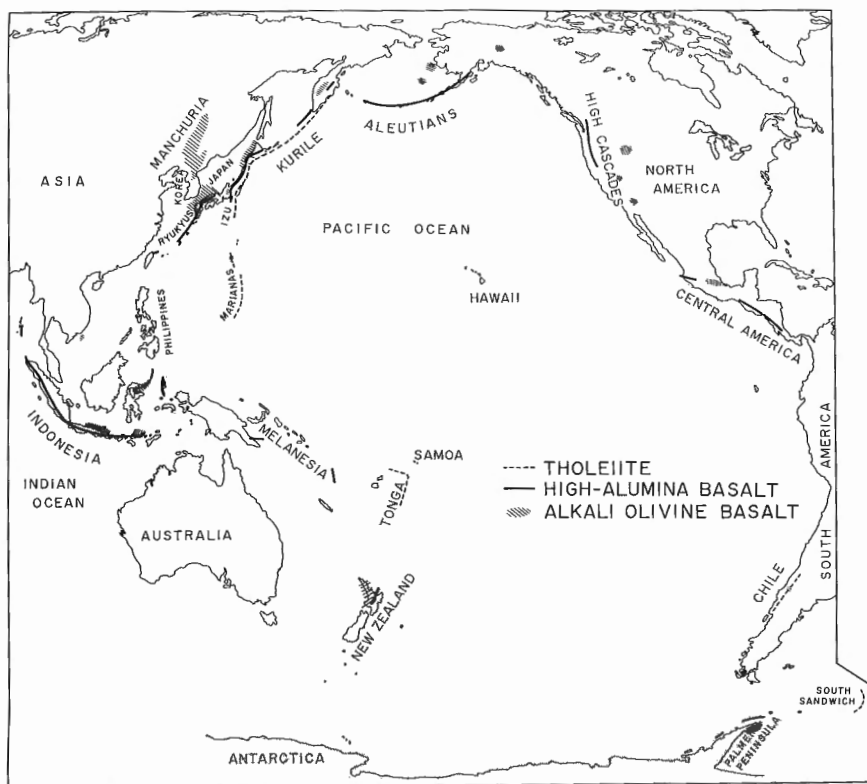 ALEUTIANS
MANCHURIA
KURILE
HIGH CASCADES
ASIA
KOREA
JAPAN
NORTH
AMERICA
RYUKYUS
IZU
PACIFIC OCEAN
MARIANAS
HAWAII
PHILIPPINES
CENTRAL AMERICA
INDONESIA
MELANESIA
SAMOA
SOUTH AMERICA
INDIAN
OCEAN
TONGA
THOLEIITE
HIGH-ALUMINA BASALT
ALKALI OLIVINE BASALT
AUSTRALIA
CHILE
NEW ZEALAND
SOUTH
SANDWICH
ANTARCTICA
PALMER
PENINSULA